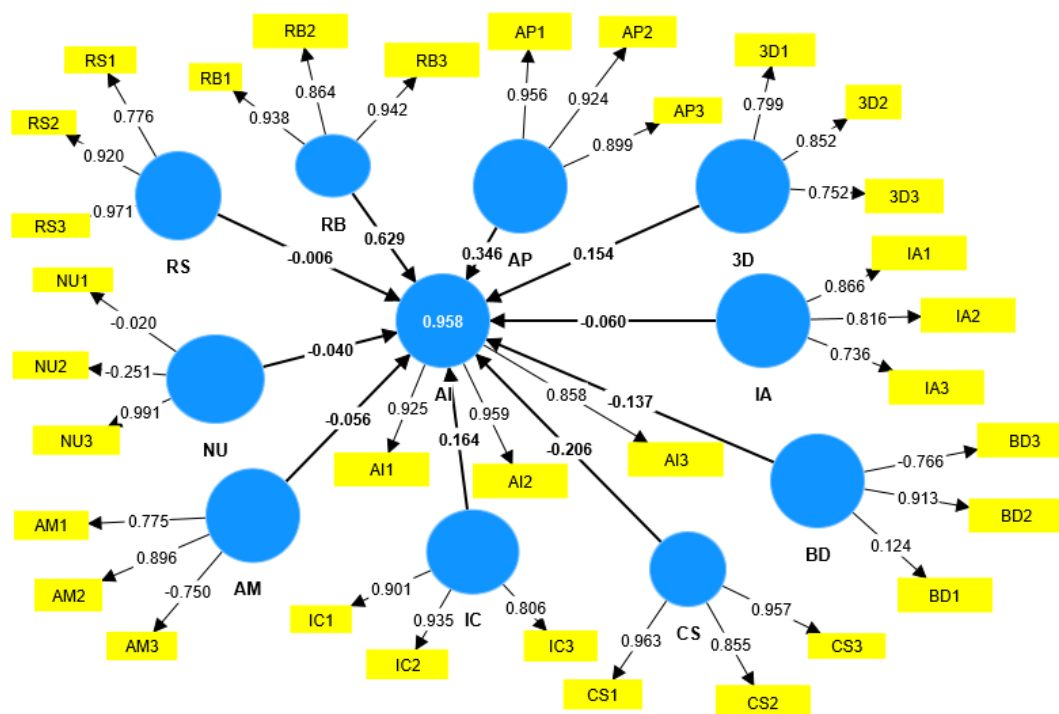 RB2
AP1
AP2
RS1
RB3
3D1
RB1
3D2
0.776
0.864
0.956
0.924
0.799
RS2
0.938
0.942
AP3
0.852
0.920
0.899
3D3
0.752
RS3
0.971
RB
RS
0.629
AP
3D
IA1
-0.006
0.346
0.154
NU1
0.866
-0.020
0.958
-0.060
0.816
IA2
NU2
-0.251
-0.040
0.736
0.991
AI
IA
IA3
NU3
NU
-0.056
0.925
0.164
0.959
0.858
-0.137
-0.206
BD3
AI1
AI2
AI3
-0.766
AM1
0.775
0.913
BD2
0.896
BD
0.124
AM2
-0.750
AM
BD1
0.901
IC
0.957
IC1
0.935
0.806
CS
AM3
IC2
IC3
0.963
0.855
CS3
CS1
CS2